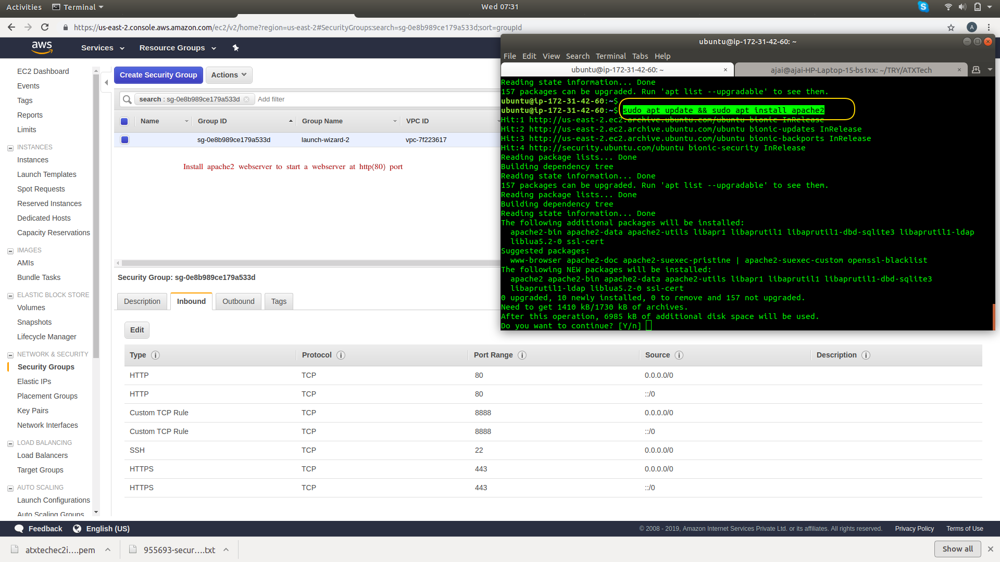 Activities Terminal Wed 07:31
https://us-east-2.console.aws.amazon.com/ec2/v2/home?region=us-east-2#SecurityGroups:search=sg-0e8b989ce179a533d;sort=groupId A
aws Services Resource Groups
EC2 Dashboard
Events
Tags
Reports
Limits
INSTANCES
Instances
Launch Templates
Spot Requests
Reserved Instances
Dedicated Hosts
Capacity Reservations
IMAGES
AMIs
Bundle Tasks
ELASTIC BLOCK STORE
Volumes
Snapshots
Lifecycle Manager
NETWORK & SECURITY
Security Groups
Elastic IPs
Placement Groups
Key Pairs
Network Interfaces
LOAD BALANCING
Load Balancers
Target Groups
AUTO SCALING
Launch Configurations
Auto Scaling Groups
Create Security Group Actions
search : sg-0e8b989ce179a533d Add filter
Name Group ID Group Name VPC ID
sg-0e8b989ce179a533d launch-wizard-2 vpc-7f223617
Install apache2 webserver to start a webserver at http(80) port
ubuntu@ip-172-31-42-60: ~
File Edit View Search Terminal Tabs Help
ubuntu@ip-172-31-42-60: ~ × ajai@ajai-HP-Laptop-15-bs1xx: ~/TRY/ATXTech ×
Reading state information... Done
157 packages can be upgraded. Run 'apt list --upgradable' to see them.
ubuntu@ip-172-31-42-60:~$
ubuntu@ip-172-31-42-60:~$ sudo apt update && sudo apt install apache2
Hit:1 http://us-east-2.ec2.archive.ubuntu.com/ubuntu bionic InRelease
Hit:2 http://us-east-2.ec2.archive.ubuntu.com/ubuntu bionic-updates InRelease
Hit:3 http://us-east-2.ec2.archive.ubuntu.com/ubuntu bionic-backports InRelease
Hit:4 http://security.ubuntu.com/ubuntu bionic-security InRelease
Reading package lists... Done
Building dependency tree
Reading state information... Done
157 packages can be upgraded. Run 'apt list --upgradable' to see them.
Reading package lists... Done
Building dependency tree
Reading state information... Done
The following additional packages will be installed:
apache2-bin apache2-data apache2-utils libapr1 libaprutil1 libaprutil1-dbd-sqlite3 libaprutil1-ldap
liblua5.2-0 ssl-cert
Suggested packages:
www-browser apache2-doc apache2-suexec-pristine | apache2-suexec-custom openssl-blacklist
The following NEW packages will be installed:
apache2 apache2-bin apache2-data apache2-utils libapr1 libaprutil1 libaprutil1-dbd-sqlite3
libaprutil1-ldap liblua5.2-0 ssl-cert
0 upgraded, 10 newly installed, 0 to remove and 157 not upgraded.
Need to get 1410 kB/1730 kB of archives.
After this operation, 6985 kB of additional disk space will be used.
Do you want to continue? [Y/n]
Security Group: sg-0e8b989ce179a533d
Description Inbound Outbound Tags
Edit
Type Protocol Port Range Source Description
HTTP TCP 80 0.0.0.0/0
HTTP TCP 80 ::/0
Custom TCP Rule TCP 8888 0.0.0.0/0
Custom TCP Rule TCP 8888 ::/0
SSH TCP 22 0.0.0.0/0
HTTPS TCP 443 0.0.0.0/0
HTTPS TCP 443 ::/0
Feedback English (US) © 2008 - 2019, Amazon Internet Services Private Ltd. or its affiliates. All rights reserved. Privacy Policy Terms of Use
atxtechec2i....pem 955693-secur....txt Show all